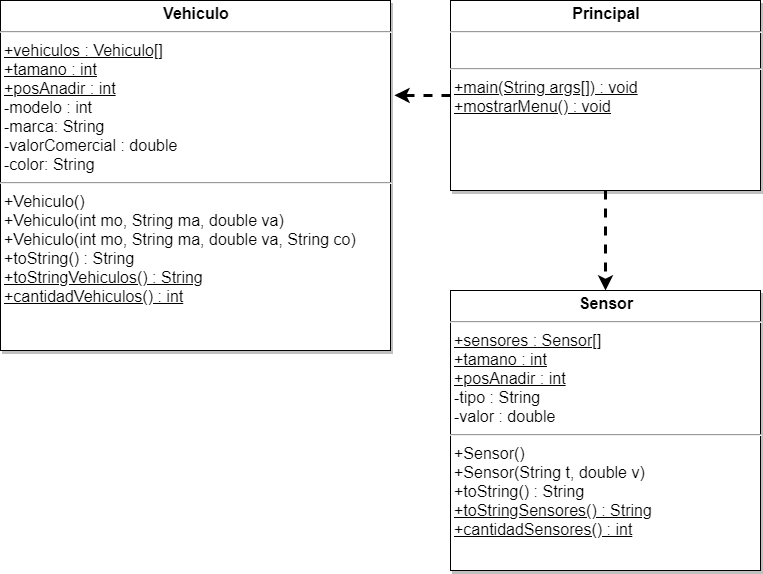 Vehiculo
+vehiculos : Vehiculo[]
+tamano : int
+posAnadir : int
-modelo : int
-marca: String
-valorComercial : double
-color: String
+Vehiculo()
+Vehiculo(int mo, String ma, double va)
+Vehiculo(int mo, String ma, double va, String co)
+toString() : String
+toStringVehiculos() : String
+cantidadVehiculos() : int
Principal
+main(String args[]) : void
+mostrarMenu() : void
Sensor
+sensores : Sensor[]
+tamano : int
+posAnadir : int
-tipo : String
-valor : double
+Sensor()
+Sensor(String t, double v)
+toString() : String
+toStringSensores() : String
+cantidadSensores() : int